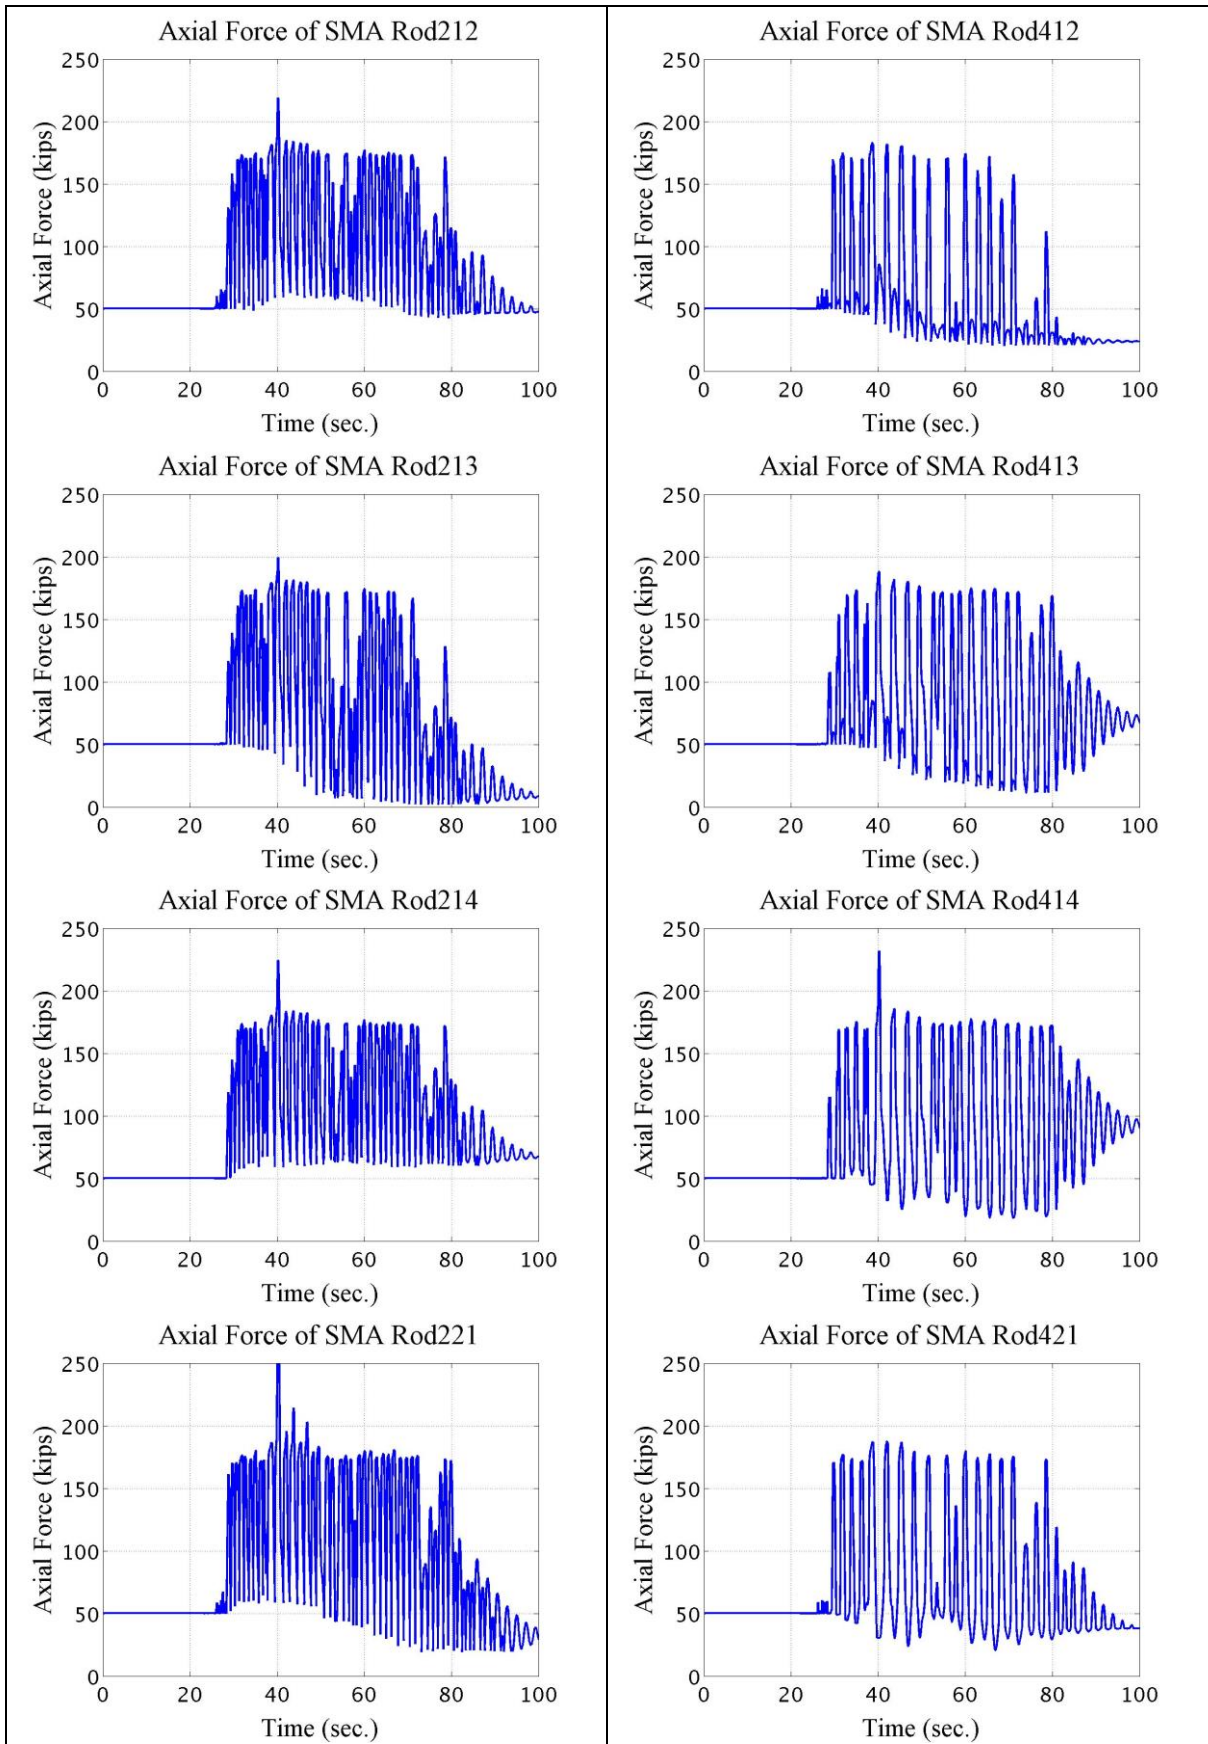 Axial Force of SMA Rod212
250
200
150
100
50
0
Axial Force (kips)
0 20 40 60 80 100
Time (sec.)
Axial Force of SMA Rod412
250
200
150
100
50
0
Axial Force (kips)
0 20 40 60 80 100
Time (sec.)
Axial Force of SMA Rod213
250
200
150
100
50
0
Axial Force (kips)
0 20 40 60 80 100
Time (sec.)
Axial Force of SMA Rod413
250
200
150
100
50
0
Axial Force (kips)
0 20 40 60 80 100
Time (sec.)
Axial Force of SMA Rod214
250
200
150
100
50
0
Axial Force (kips)
0 20 40 60 80 100
Time (sec.)
Axial Force of SMA Rod414
250
200
150
100
50
0
Axial Force (kips)
0 20 40 60 80 100
Time (sec.)
Axial Force of SMA Rod221
250
200
150
100
50
0
Axial Force (kips)
0 20 40 60 80 100
Time (sec.)
Axial Force of SMA Rod421
250
200
150
100
50
0
Axial Force (kips)
0 20 40 60 80 100
Time (sec.)